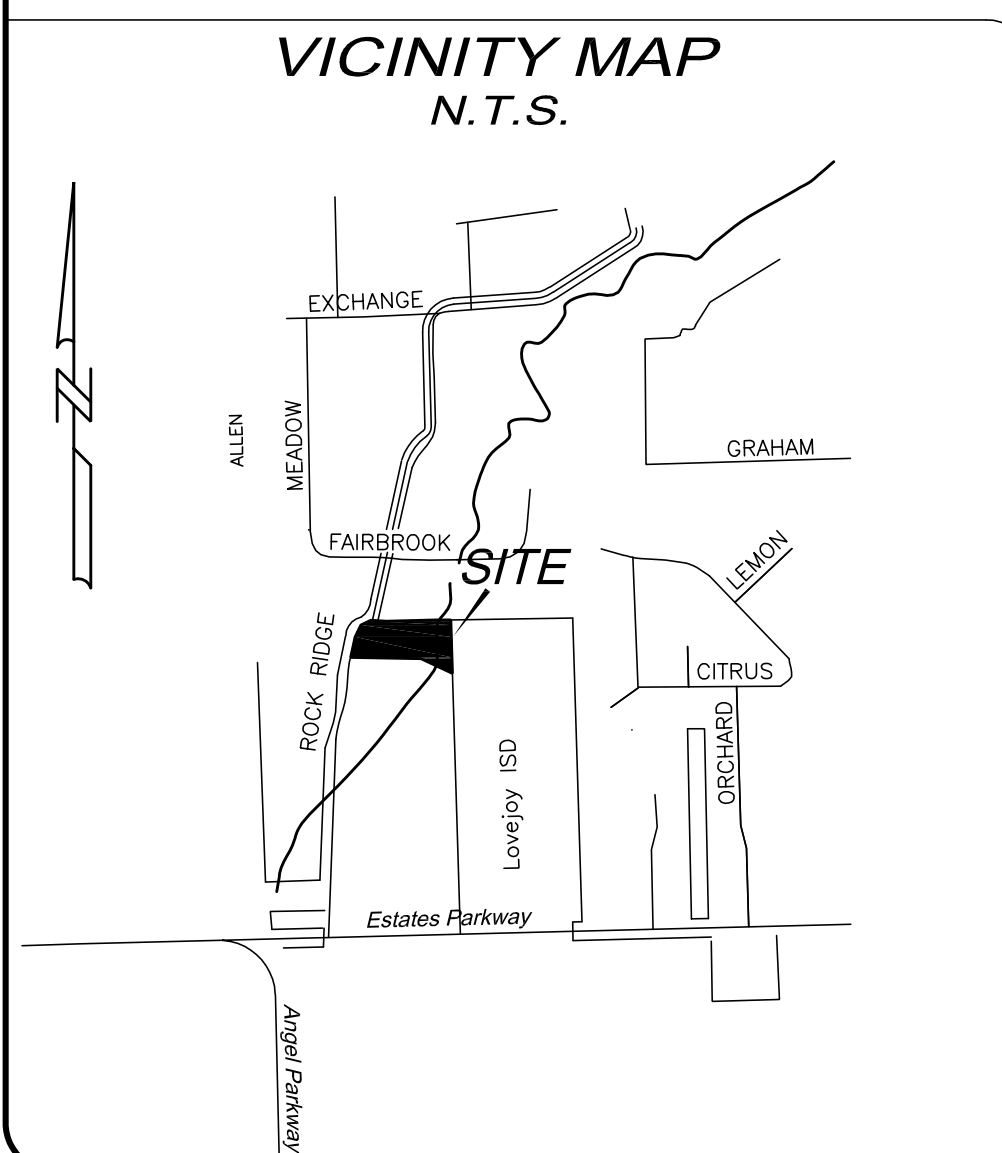 VICINITY MAP
N.T.S.
N
EXCHANGE
ALLEN
MEADOW
GRAHAM
FAIRBROOK
SITE
LEMON
ROCK RIDGE
CITRUS
ORCHARD
Lovejoy ISD
Estates Parkway
Angel Parkway